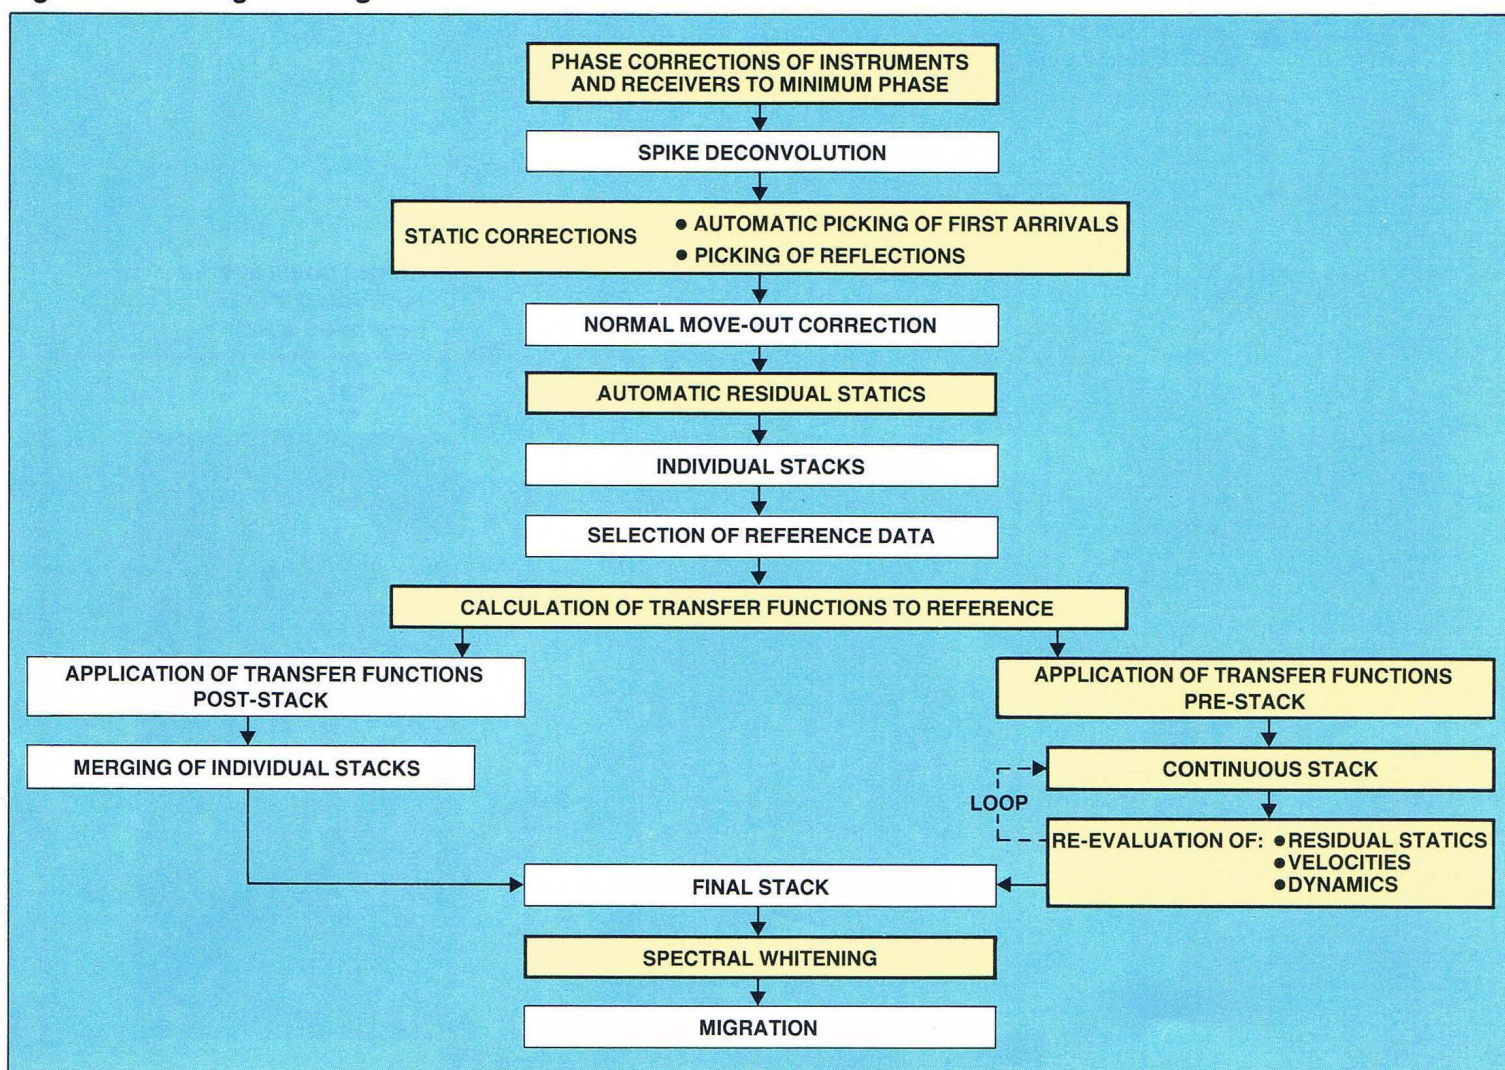 PHASE CORRECTIONS OF INSTRUMENTS
AND RECEIVERS TO MINIMUM PHASE
SPIKE DECONVOLUTION
STATIC CORRECTIONS
● AUTOMATIC PICKING OF FIRST ARRIVALS
● PICKING OF REFLECTIONS
NORMAL MOVE-OUT CORRECTION
AUTOMATIC RESIDUAL STATICS
INDIVIDUAL STACKS
SELECTION OF REFERENCE DATA
CALCULATION OF TRANSFER FUNCTIONS TO REFERENCE
APPLICATION OF TRANSFER FUNCTIONS
POST-STACK
MERGING OF INDIVIDUAL STACKS
APPLICATION OF TRANSFER FUNCTIONS
PRE-STACK
CONTINUOUS STACK
LOOP
RE-EVALUATION OF: ●RESIDUAL STATICS
●VELOCITIES
●DYNAMICS
FINAL STACK
SPECTRAL WHITENING
MIGRATION